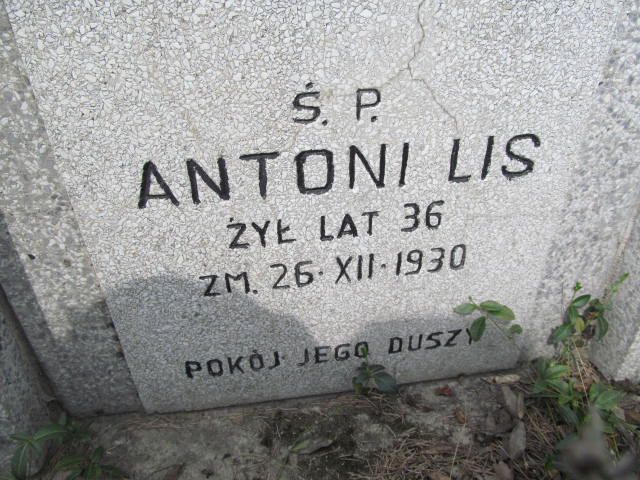 Ś. P.
ANTONI LIS
ŻYŁ LAT 36
ZM. 26·XII·1930
POKÓJ JEGO DUSZY